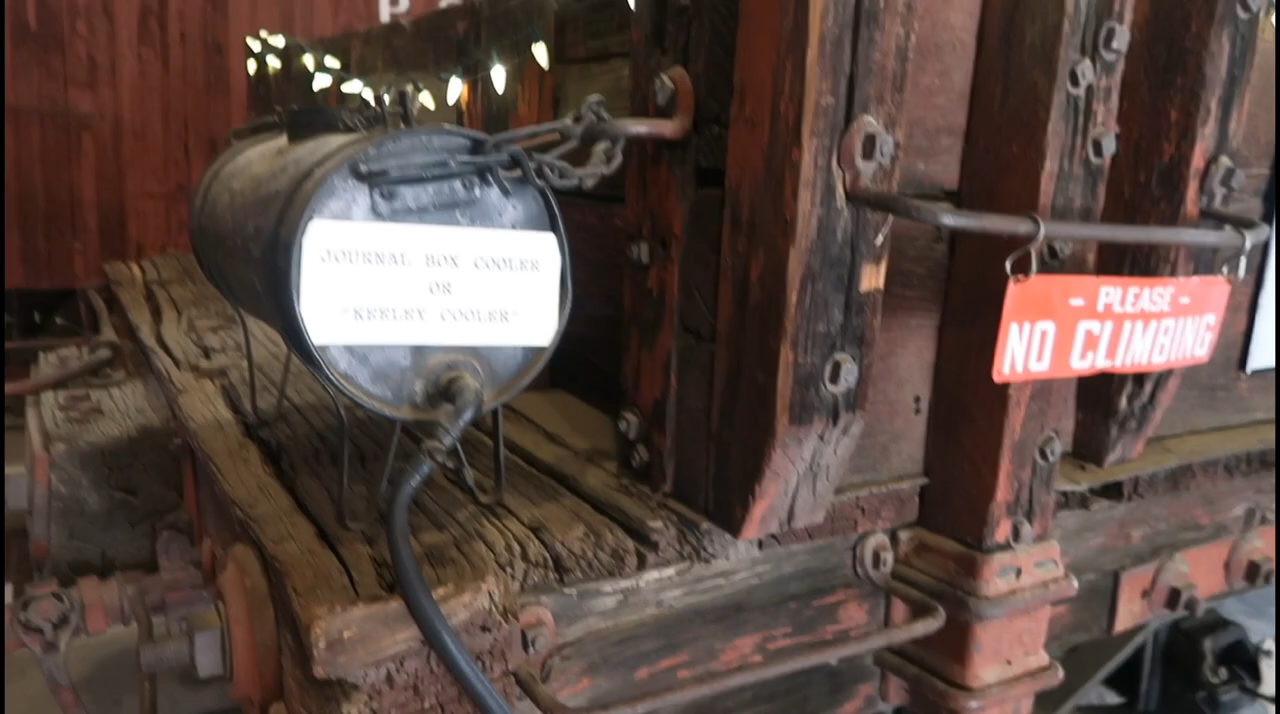 JOURNAL BOX COOLER
OR
"KEELEY COOLER"
- PLEASE -
NO CLIMBING